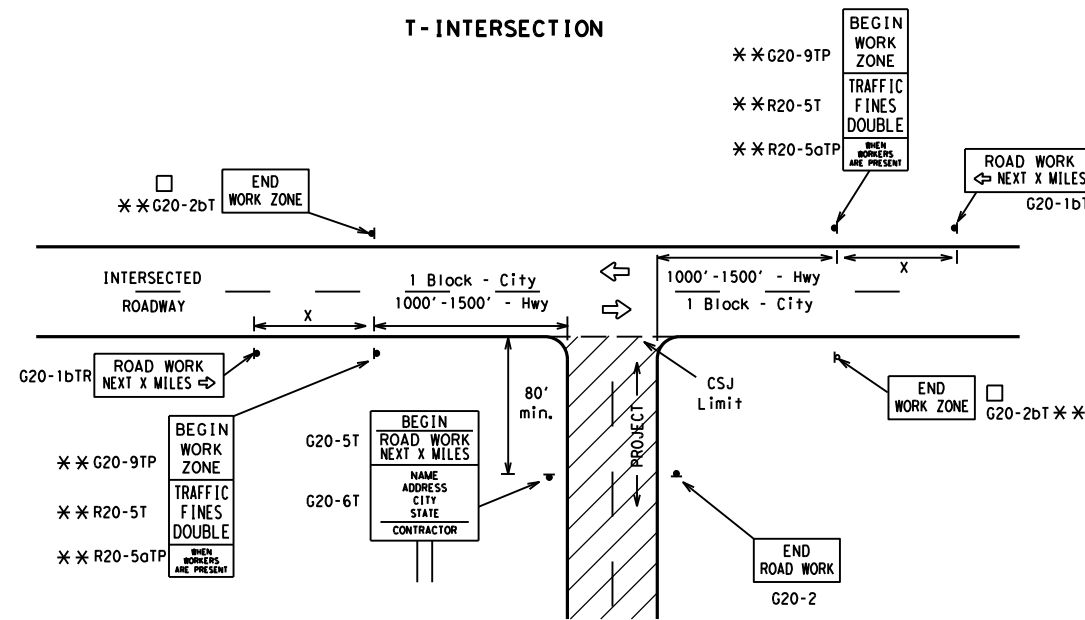 T-INTERSECTION
BEGIN
WORK
ZONE
✶ ✶ G20-9TP
TRAFFIC
FINES
DOUBLE
✶ ✶ R20-5T
WHEN
WORKERS
ARE PRESENT
✶ ✶ R20-5aTP
ROAD WORK
⇦ NEXT X MILES
G20-1bT
END
WORK ZONE
□
✶ ✶ G20-2bT
INTERSECTED
ROADWAY
1 Block - City
1000'-1500' - Hwy
X
1000'-1500' - Hwy
1 Block - City
X
G20-1bTR
ROAD WORK
NEXT X MILES ⇨
80'
min.
CSJ
Limit
PROJECT
END
WORK ZONE
□
G20-2bT ✶ ✶
BEGIN
WORK
ZONE
✶ ✶ G20-9TP
TRAFFIC
FINES
DOUBLE
✶ ✶ R20-5T
WHEN
WORKERS
ARE PRESENT
✶ ✶ R20-5aTP
G20-5T
BEGIN
ROAD WORK
NEXT X MILES
G20-6T
NAME
ADDRESS
CITY
STATE
CONTRACTOR
END
ROAD WORK
G20-2